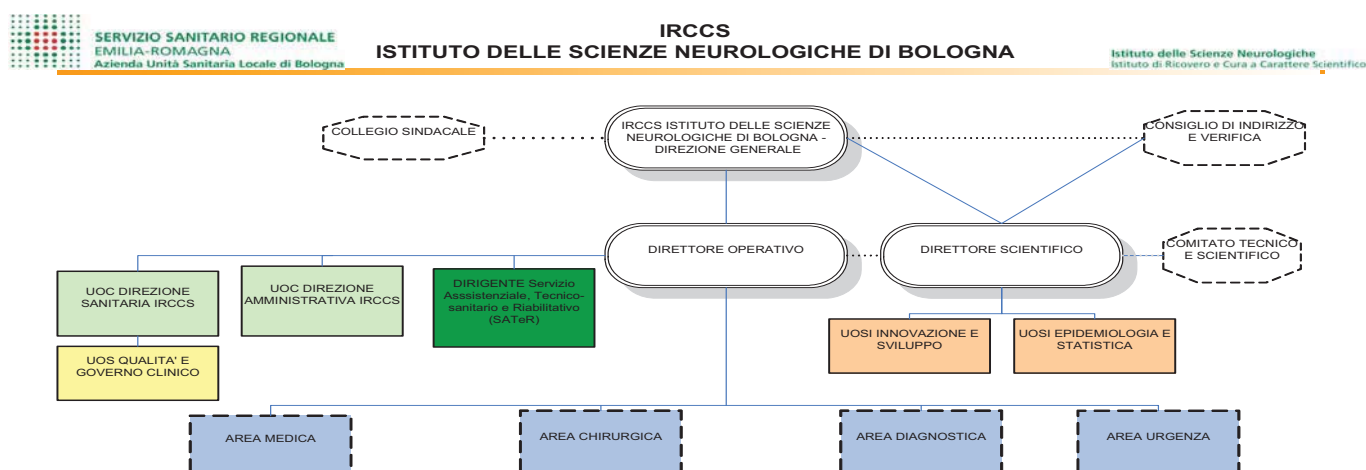 SERVIZIO SANITARIO REGIONALE
EMILIA-ROMAGNA
Azienda Unità Sanitaria Locale di Bologna
IRCCS
ISTITUTO DELLE SCIENZE NEUROLOGICHE DI BOLOGNA
Istituto delle Scienze Neurologiche
Istituto di Ricovero e Cura a Carattere Scientifico
COLLEGIO SINDACALE
IRCCS ISTITUTO DELLE SCIENZE
NEUROLOGICHE DI BOLOGNA -
DIREZIONE GENERALE
CONSIGLIO DI INDIRIZZO
E VERIFICA
DIRETTORE OPERATIVO
DIRETTORE SCIENTIFICO
COMITATO TECNICO
E SCIENTIFICO
UOC DIREZIONE
SANITARIA IRCCS
UOC DIREZIONE
AMMINISTRATIVA IRCCS
DIRIGENTE Servizio
Asssistenziale, Tecnico-
sanitario e Riabilitativo
(SATeR)
UOSI INNOVAZIONE E
SVILUPPO
UOSI EPIDEMIOLOGIA E
STATISTICA
UOS QUALITA' E
GOVERNO CLINICO
AREA MEDICA
AREA CHIRURGICA
AREA DIAGNOSTICA
AREA URGENZA